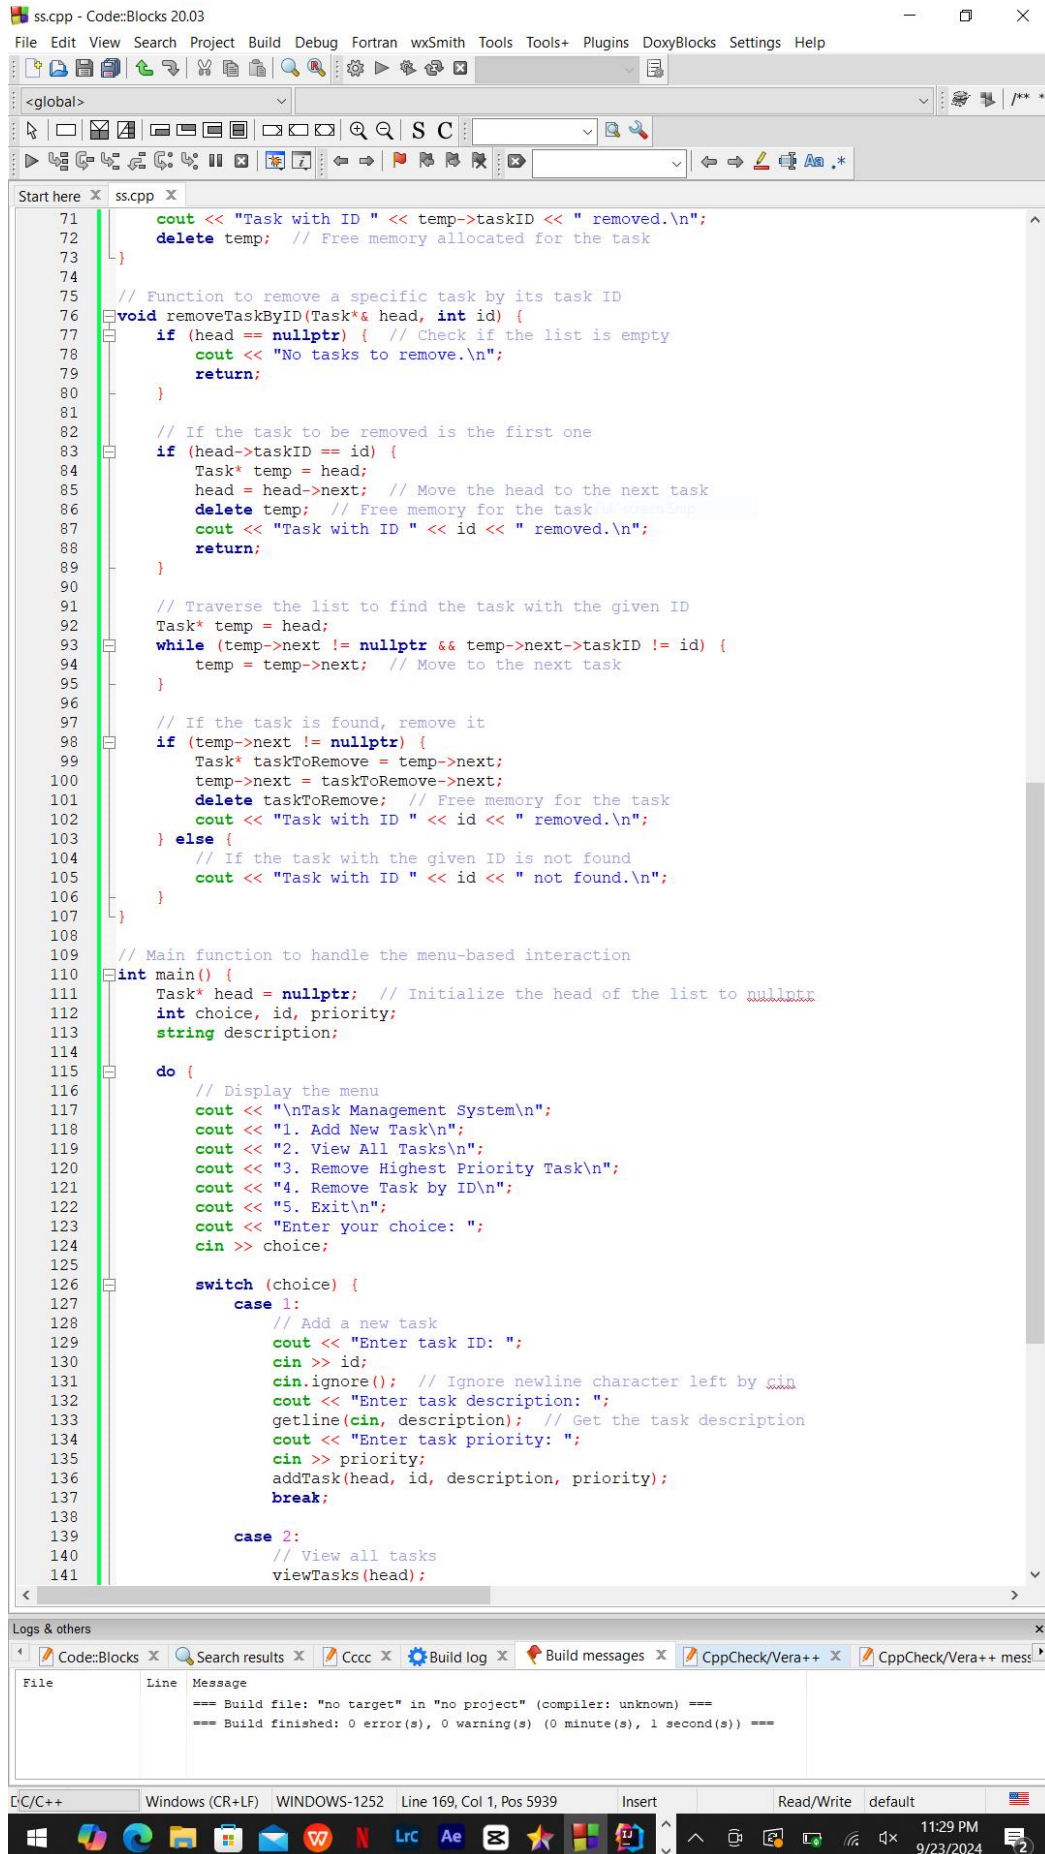 ss.cpp - Code::Blocks 20.03
File Edit View Search Project Build Debug Fortran wxSmith Tools Tools+ Plugins DoxyBlocks Settings Help
<global>
/** *
S C
Aa .*
Start here X ss.cpp X
71 cout << "Task with ID " << temp->taskID << " removed.\n";
72 delete temp; // Free memory allocated for the task
73 }
74
75 // Function to remove a specific task by its task ID
76 void removeTaskByID(Task*& head, int id) {
77 if (head == nullptr) { // Check if the list is empty
78 cout << "No tasks to remove.\n";
79 return;
80 }
81
82 // If the task to be removed is the first one
83 if (head->taskID == id) {
84 Task* temp = head;
85 head = head->next; // Move the head to the next task
86 delete temp; // Free memory for the task
87 cout << "Task with ID " << id << " removed.\n";
88 return;
89 }
90
91 // Traverse the list to find the task with the given ID
92 Task* temp = head;
93 while (temp->next != nullptr && temp->next->taskID != id) {
94 temp = temp->next; // Move to the next task
95 }
96
97 // If the task is found, remove it
98 if (temp->next != nullptr) {
99 Task* taskToRemove = temp->next;
100 temp->next = taskToRemove->next;
101 delete taskToRemove; // Free memory for the task
102 cout << "Task with ID " << id << " removed.\n";
103 } else {
104 // If the task with the given ID is not found
105 cout << "Task with ID " << id << " not found.\n";
106 }
107 }
108
109 // Main function to handle the menu-based interaction
110 int main() {
111 Task* head = nullptr; // Initialize the head of the list to nullptr
112 int choice, id, priority;
113 string description;
114
115 do {
116 // Display the menu
117 cout << "\nTask Management System\n";
118 cout << "1. Add New Task\n";
119 cout << "2. View All Tasks\n";
120 cout << "3. Remove Highest Priority Task\n";
121 cout << "4. Remove Task by ID\n";
122 cout << "5. Exit\n";
123 cout << "Enter your choice: ";
124 cin >> choice;
125
126 switch (choice) {
127 case 1:
128 // Add a new task
129 cout << "Enter task ID: ";
130 cin >> id;
131 cin.ignore(); // Ignore newline character left by cin
132 cout << "Enter task description: ";
133 getline(cin, description); // Get the task description
134 cout << "Enter task priority: ";
135 cin >> priority;
136 addTask(head, id, description, priority);
137 break;
138
139 case 2:
140 // View all tasks
141 viewTasks(head);
Logs & others
Code::Blocks X Search results X Cccc X Build log X Build messages X CppCheck/Vera++ X CppCheck/Vera++ mess
File Line Message
=== Build file: "no target" in "no project" (compiler: unknown) ===
=== Build finished: 0 error(s), 0 warning(s) (0 minute(s), 1 second(s)) ===
C/C++ Windows (CR+LF) WINDOWS-1252 Line 169, Col 1, Pos 5939 Insert Read/Write default
LrC Ae 11:29 PM
9/23/2024
2